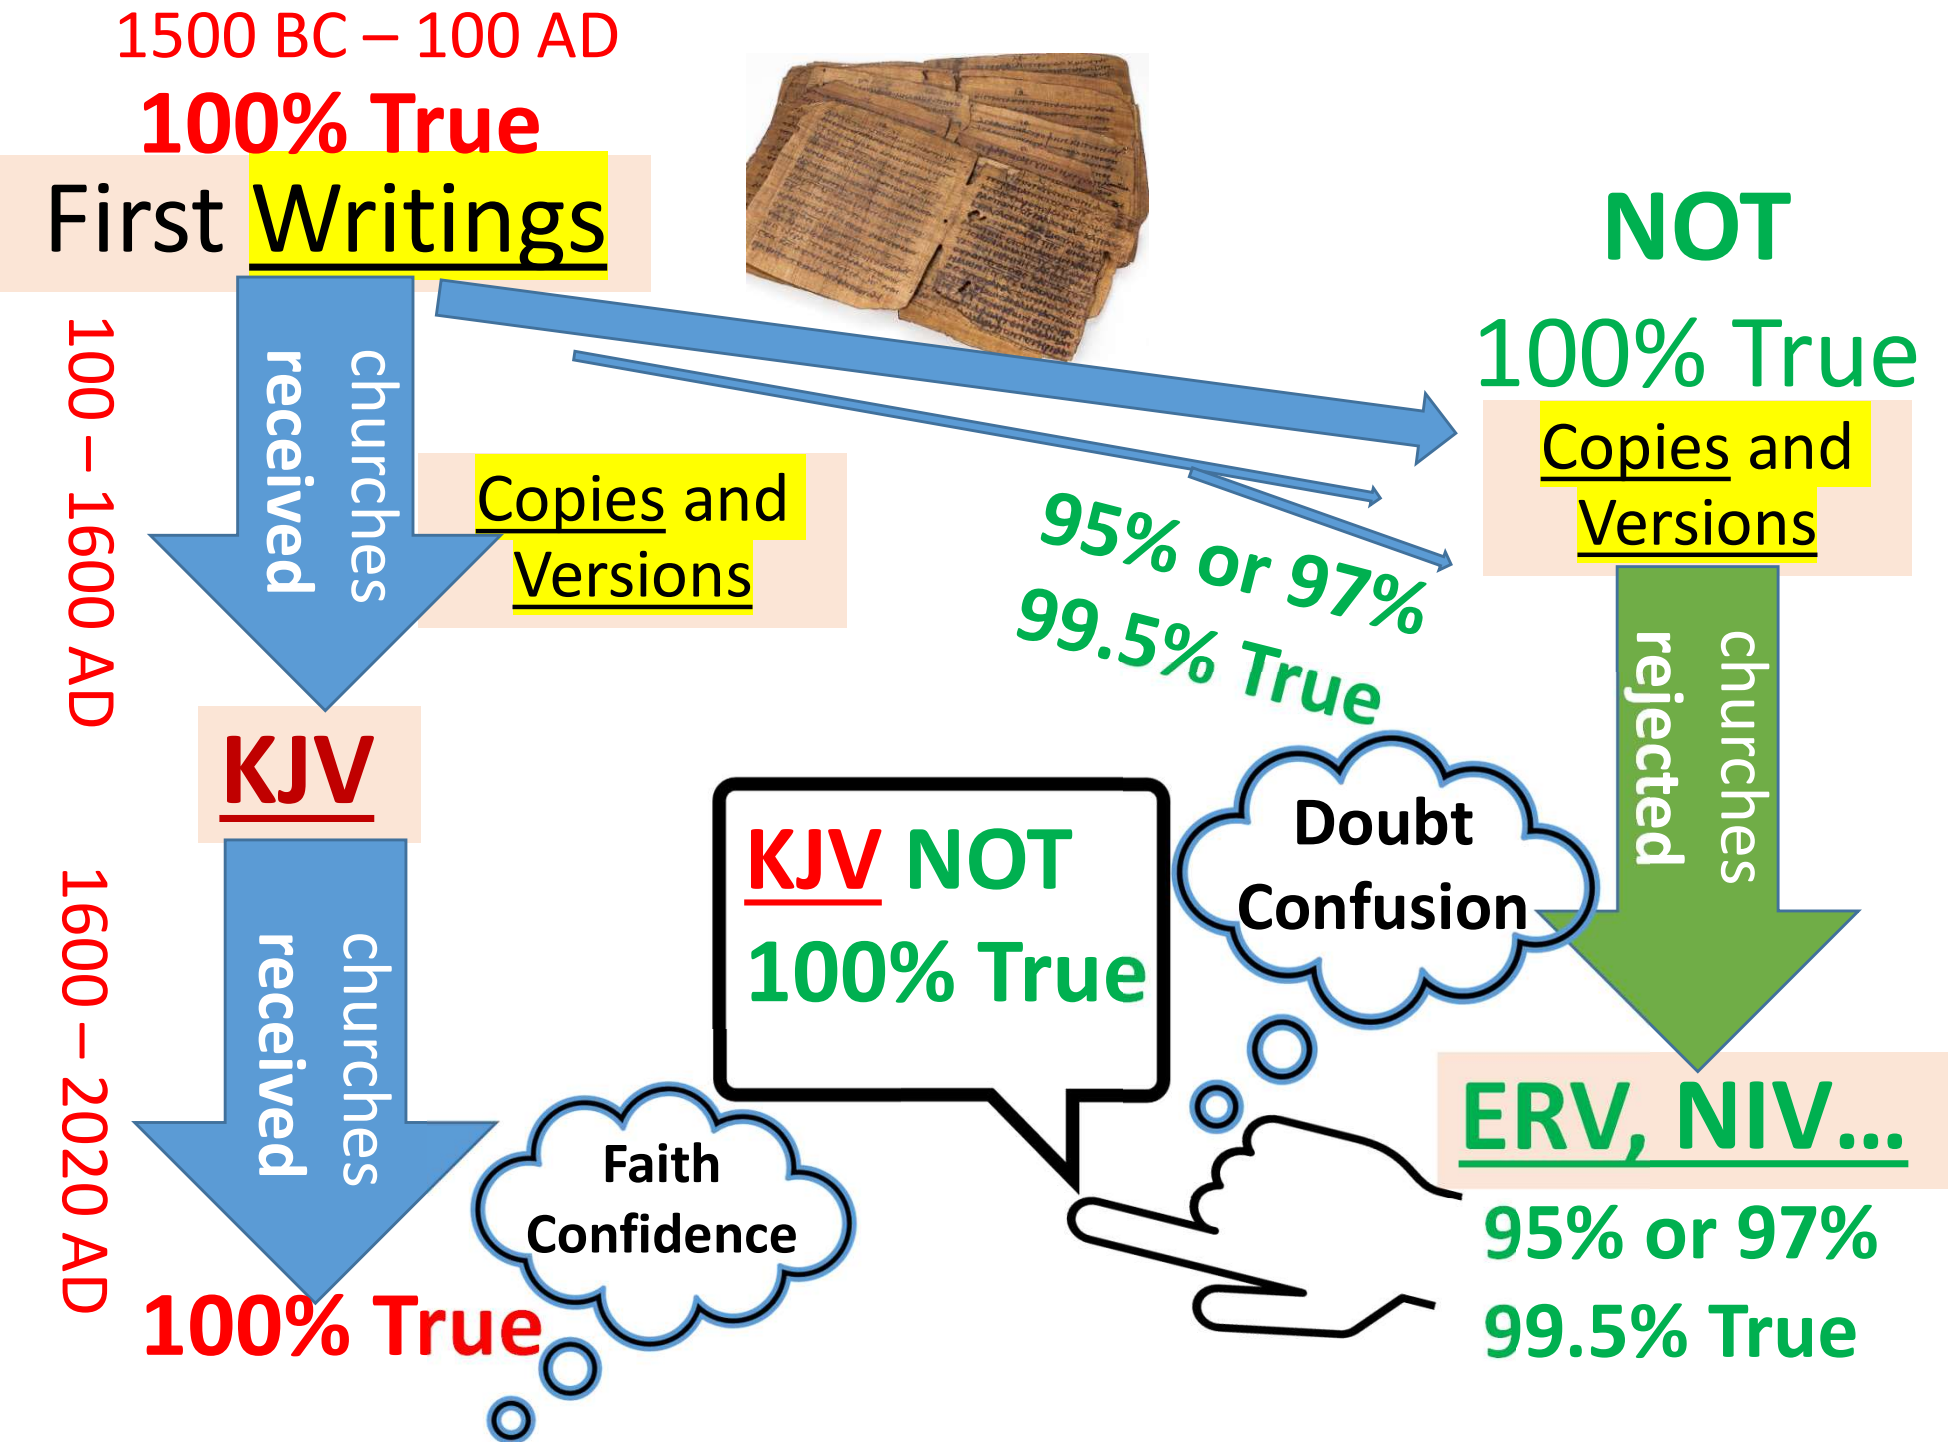 1500 BC – 100 AD
100% True
First Writings
100 – 1600 AD
churches
received
Copies and
Versions
KJV
1600 – 2020 AD
churches
received
100% True
Faith
Confidence
NOT
100% True
Copies and
Versions
95% or 97%
99.5% True
churches
rejected
Doubt
Confusion
KJV NOT
100% True
ERV, NIV...
95% or 97%
99.5% True